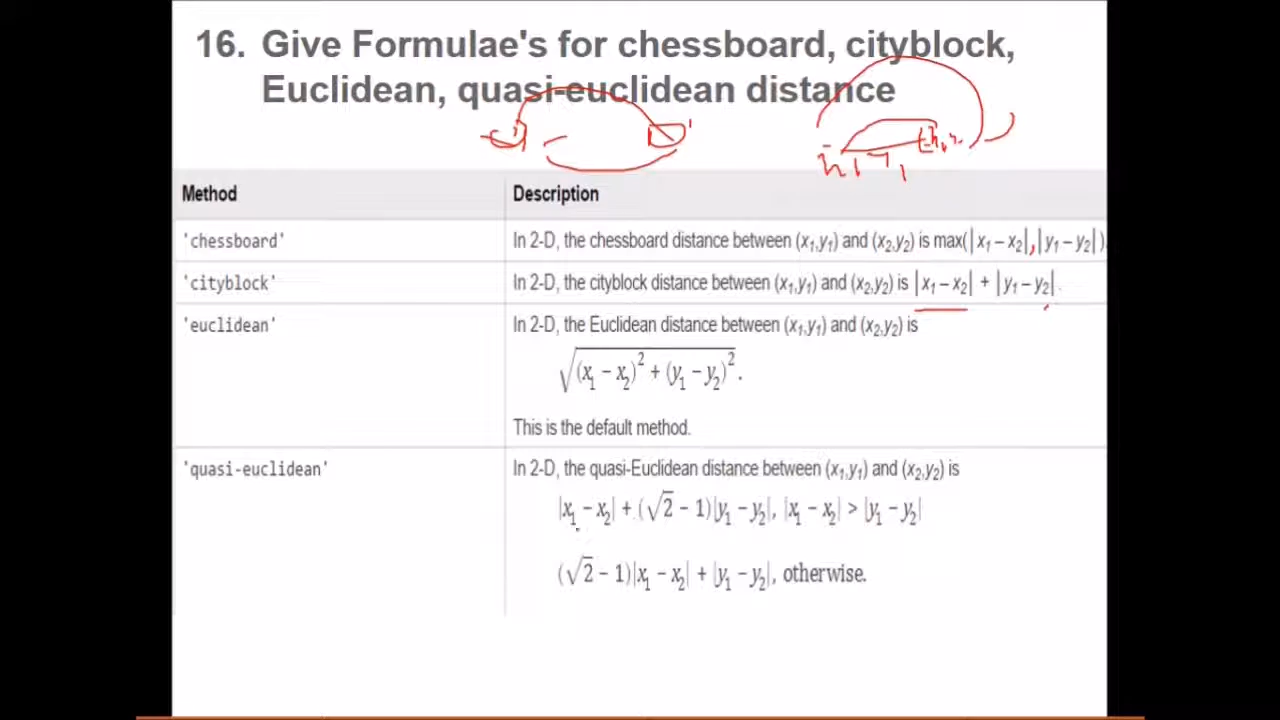 16. Give Formulae's for chessboard, cityblock,
Euclidean, quasi-euclidean distance
Method Description
'chessboard' In 2-D, the chessboard distance between (x₁,y₁) and (x₂,y₂) is max(|x₁ − x₂|,|y₁ − y₂|).
'cityblock' In 2-D, the cityblock distance between (x₁,y₁) and (x₂,y₂) is |x₁ − x₂| + |y₁ − y₂|.
'euclidean' In 2-D, the Euclidean distance between (x₁,y₁) and (x₂,y₂) is
√((x₁ − x₂)² + (y₁ − y₂)²).
This is the default method.
'quasi-euclidean' In 2-D, the quasi-Euclidean distance between (x₁,y₁) and (x₂,y₂) is
|x₁ − x₂| + (√2 − 1)|y₁ − y₂|, |x₁ − x₂| > |y₁ − y₂|
(√2 − 1)|x₁ − x₂| + |y₁ − y₂|, otherwise.